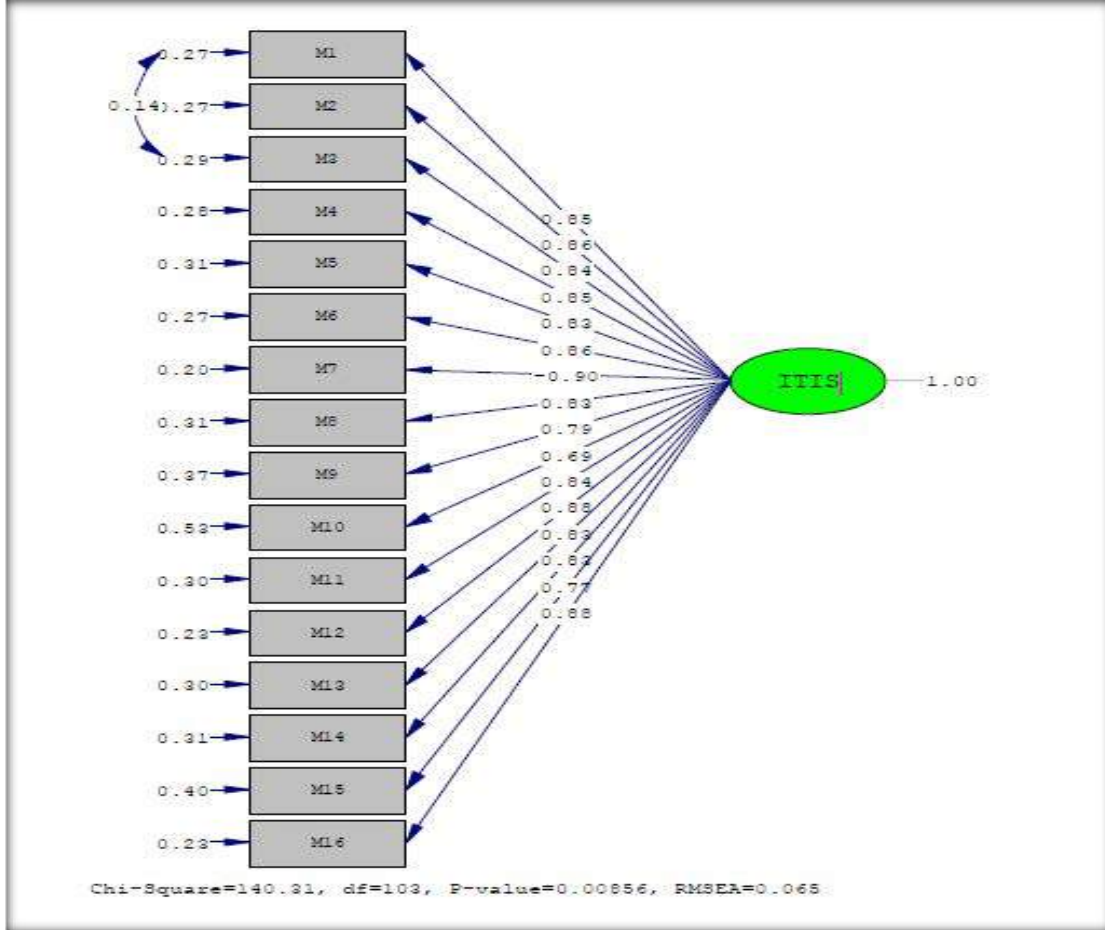 0.27 M1
0.14 0.27 M2
0.29 M3
0.28 M4
0.31 M5
0.27 M6
0.20 M7
0.31 M8
0.37 M9
0.53 M10
0.30 M11
0.23 M12
0.30 M13
0.31 M14
0.40 M15
0.23 M16
0.85
0.86
0.84
0.85
0.83
0.86
0.90
0.83
0.79
0.69
0.84
0.88
0.83
0.83
0.77
0.88
ITIS
1.00
Chi-Square=140.31, df=103, P-value=0.00856, RMSEA=0.065